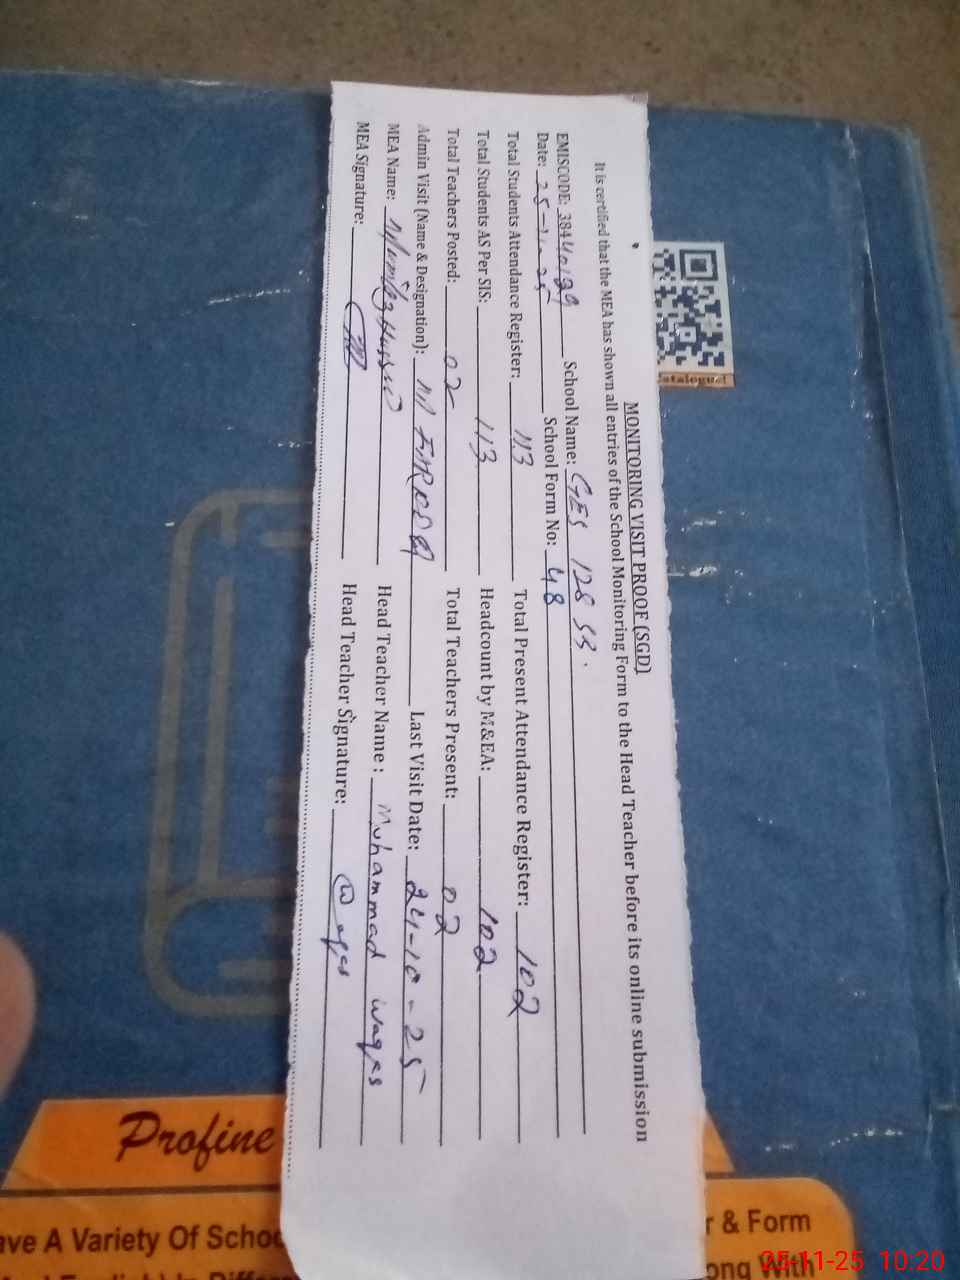 MONITORING VISIT PROOF (SGD)
It is certified that the MEA has shown all entries of the School Monitoring Form to the Head Teacher before its online submission
EMISCODE: 38440129 School Name: GES 128 SB.
Date: 25-11-25 School Form No: 48
Total Students Attendance Register: 113 Total Present Attendance Register: 102
Total Students AS Per SIS: 113 Headcount by M&EA: 102
Total Teachers Posted: 02 Total Teachers Present: 02
Admin Visit (Name & Designation): Last Visit Date: 24-10-25
MEA Name: Head Teacher Name: Muhammad Waqas
MEA Signature: Head Teacher Signature: Waqas
Catalogue!
Profine
ave A Variety Of Schoo
r & Form
ong With
25-11-25 10:20